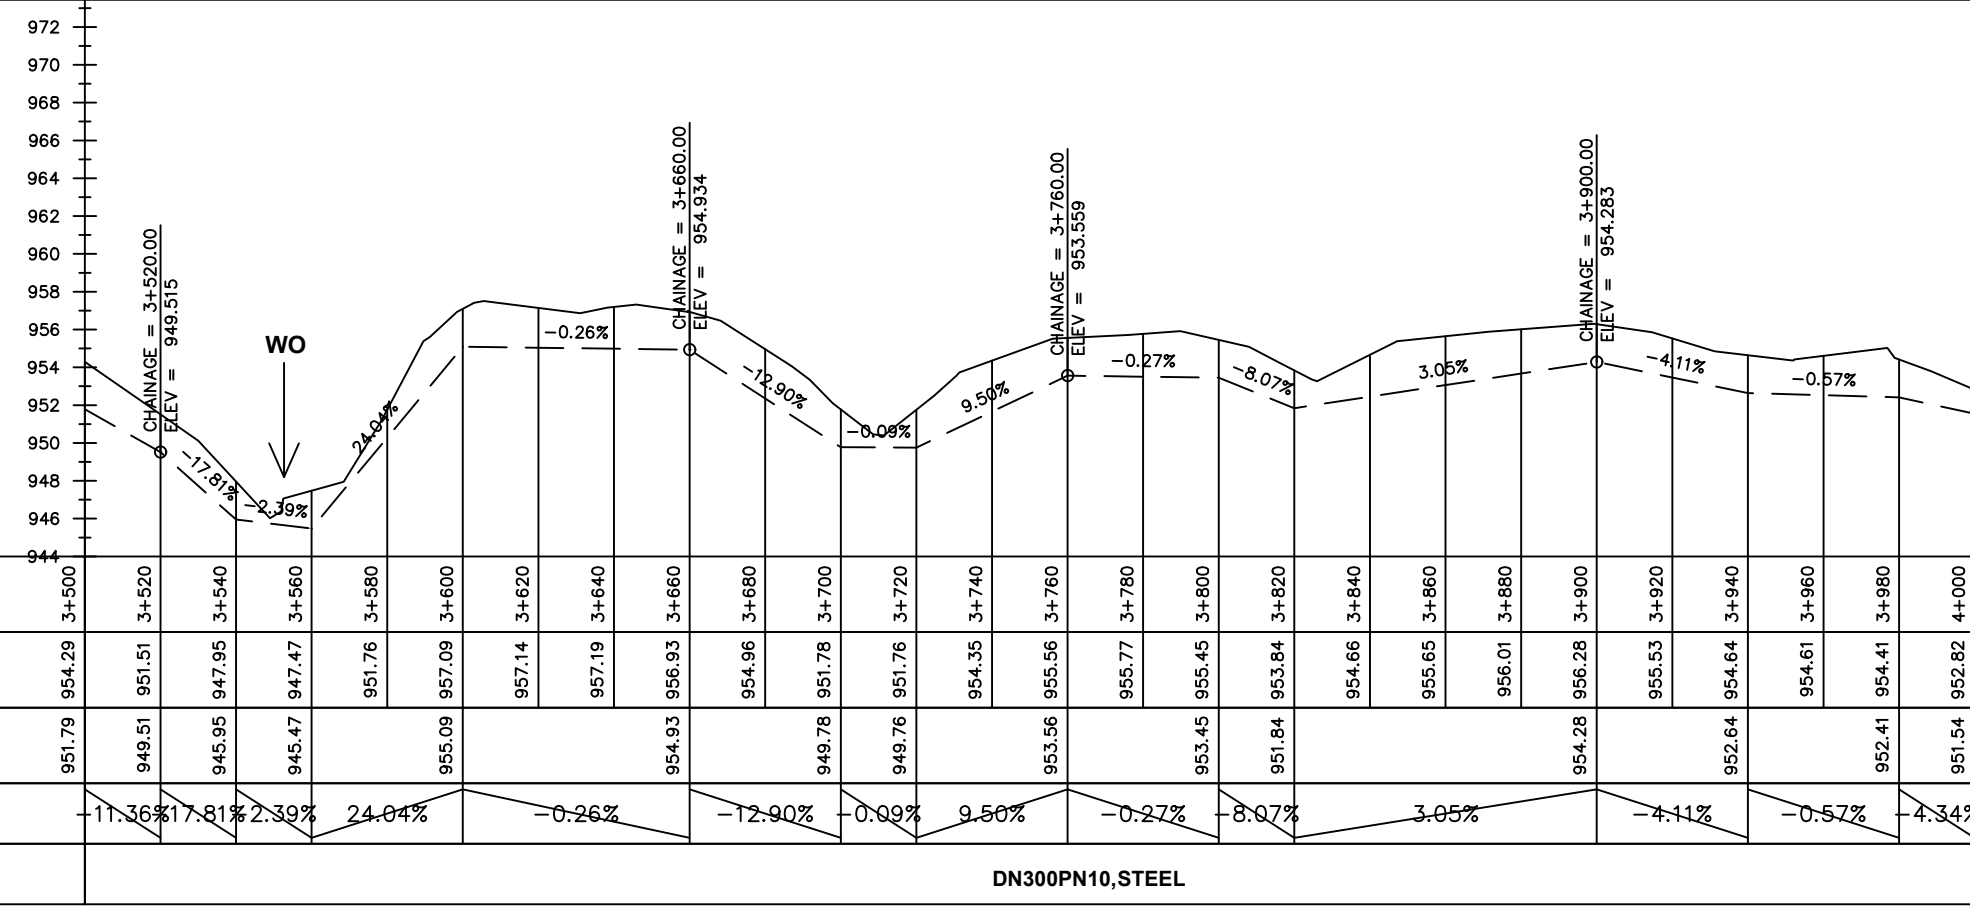 972
970
968
966
964
962
960
958
956
954
952
950
948
946
944
CHAINAGE = 3+520.00
ELEV = 949.515
WO
CHAINAGE = 3+660.00
ELEV = 954.934
CHAINAGE = 3+760.00
ELEV = 953.559
CHAINAGE = 3+900.00
ELEV = 954.283
−17.81%
−2.39%
24.04%
−0.26%
−12.90%
−0.09%
9.50%
−0.27%
−8.07%
3.05%
−4.11%
−0.57%
3+500 3+520 3+540 3+560 3+580 3+600 3+620 3+640 3+660 3+680 3+700 3+720 3+740 3+760 3+780 3+800 3+820 3+840 3+860 3+880 3+900 3+920 3+940 3+960 3+980 4+000
954.29 951.51 947.95 947.47 951.76 957.09 957.14 957.19 956.93 954.96 951.78 951.76 954.35 955.56 955.77 955.45 953.84 954.66 955.65 956.01 956.28 955.53 954.64 954.61 954.41 952.82
951.79 949.51 945.95 945.47 955.09 954.93 949.78 949.76 953.56 953.45 951.84 954.28 952.64 952.41 951.54
−11.36% −17.81% −2.39% 24.04% −0.26% −12.90% −0.09% 9.50% −0.27% −8.07% 3.05% −4.11% −0.57% −4.34%
DN300PN10,STEEL